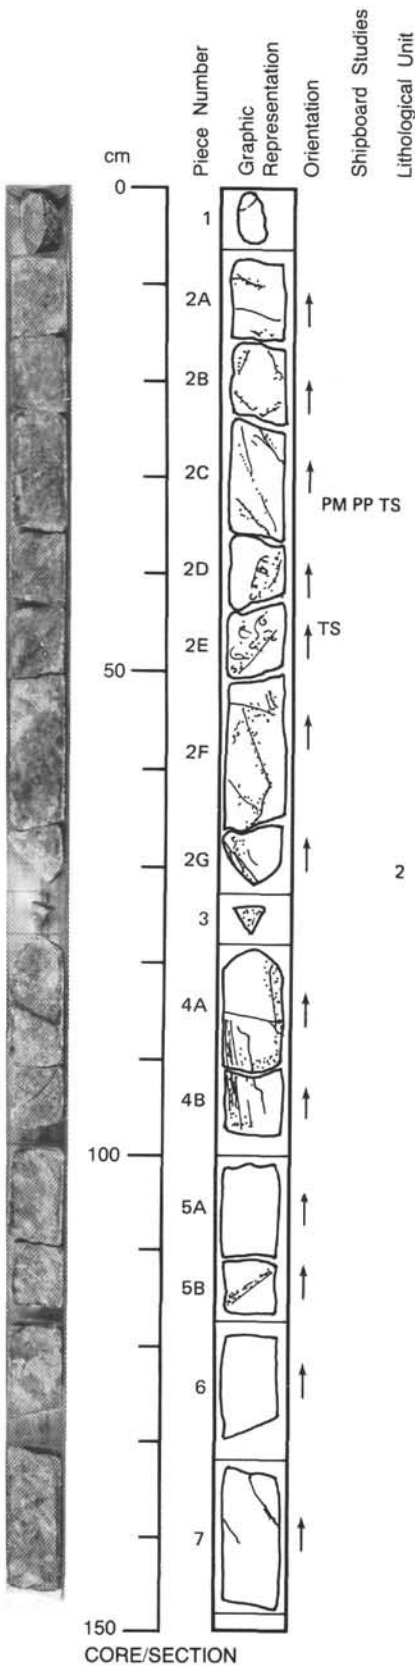 cm
Piece Number
Graphic
Representation
Orientation
Shipboard Studies
Lithological Unit
0
1
2A
2B
2C
PM PP TS
2D
TS
2E
50
2F
2G
2
3
4A
4B
100
5A
5B
6
7
150
CORE/SECTION